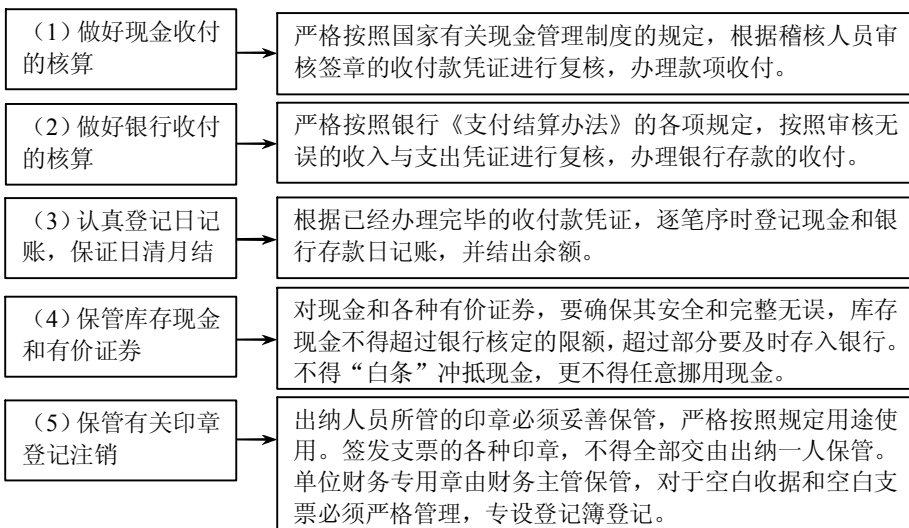 （1）做好现金收付
的核算
严格按照国家有关现金管理制度的规定，根据稽核人员审
核签章的收付款凭证进行复核，办理款项收付。
（2）做好银行收付
的核算
严格按照银行《支付结算办法》的各项规定，按照审核无
误的收入与支出凭证进行复核，办理银行存款的收付。
（3）认真登记日记
账，保证日清月结
根据已经办理完毕的收付款凭证，逐笔序时登记现金和银
行存款日记账，并结出余额。
（4）保管库存现金
和有价证券
对现金和各种有价证券，要确保其安全和完整无误，库存
现金不得超过银行核定的限额，超过部分要及时存入银行。
不得“白条”冲抵现金，更不得任意挪用现金。
（5）保管有关印章
登记注销
出纳人员所管的印章必须妥善保管，严格按照规定用途使
用。签发支票的各种印章，不得全部交由出纳一人保管。
单位财务专用章由财务主管保管，对于空白收据和空白支
票必须严格管理，专设登记簿登记。